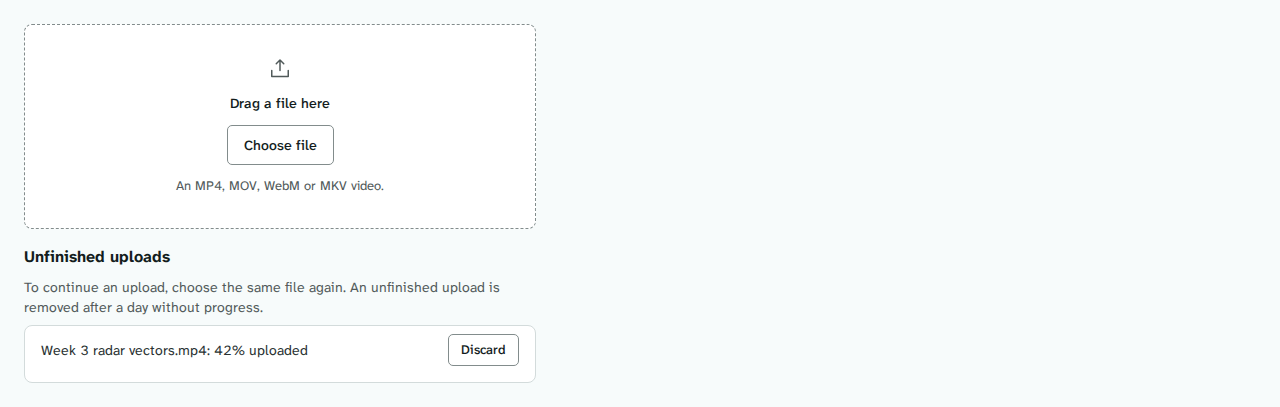 Drag a file here
Choose file
An MP4, MOV, WebM or MKV video.
Unfinished uploads
To continue an upload, choose the same file again. An unfinished upload is
removed after a day without progress.
Week 3 radar vectors.mp4: 42% uploaded
Discard